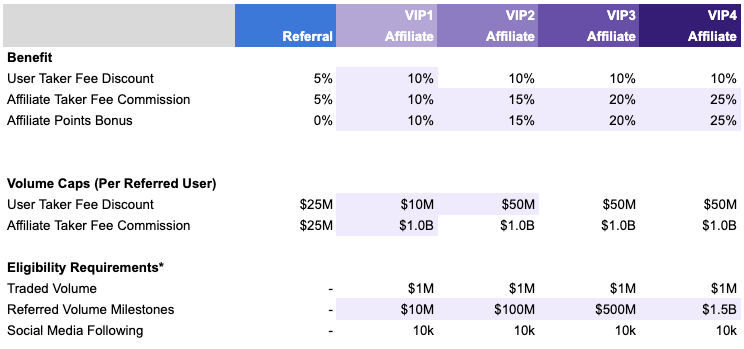 VIP1 VIP2 VIP3 VIP4
Referral Affiliate Affiliate Affiliate Affiliate
Benefit
User Taker Fee Discount 5% 10% 10% 10% 10%
Affiliate Taker Fee Commission 5% 10% 15% 20% 25%
Affiliate Points Bonus 0% 10% 15% 20% 25%
Volume Caps (Per Referred User)
User Taker Fee Discount $25M $10M $50M $50M $50M
Affiliate Taker Fee Commission $25M $1.0B $1.0B $1.0B $1.0B
Eligibility Requirements*
Traded Volume - $1M $1M $1M $1M
Referred Volume Milestones - $10M $100M $500M $1.5B
Social Media Following - 10k 10k 10k 10k